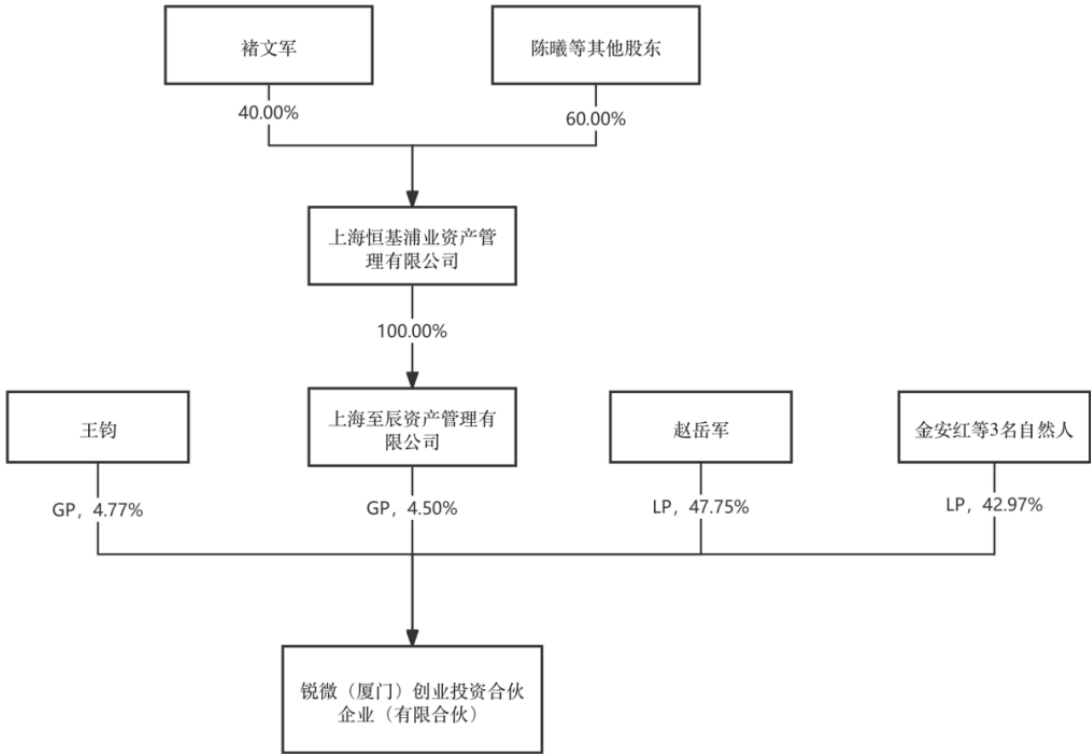 褚文军
陈曦等其他股东
40.00%
60.00%
上海恒基浦业资产管
理有限公司
100.00%
王钧
上海至辰资产管理有
限公司
赵岳军
金安红等3名自然人
GP，4.77%
GP，4.50%
LP，47.75%
LP，42.97%
锐微（厦门）创业投资合伙
企业（有限合伙）